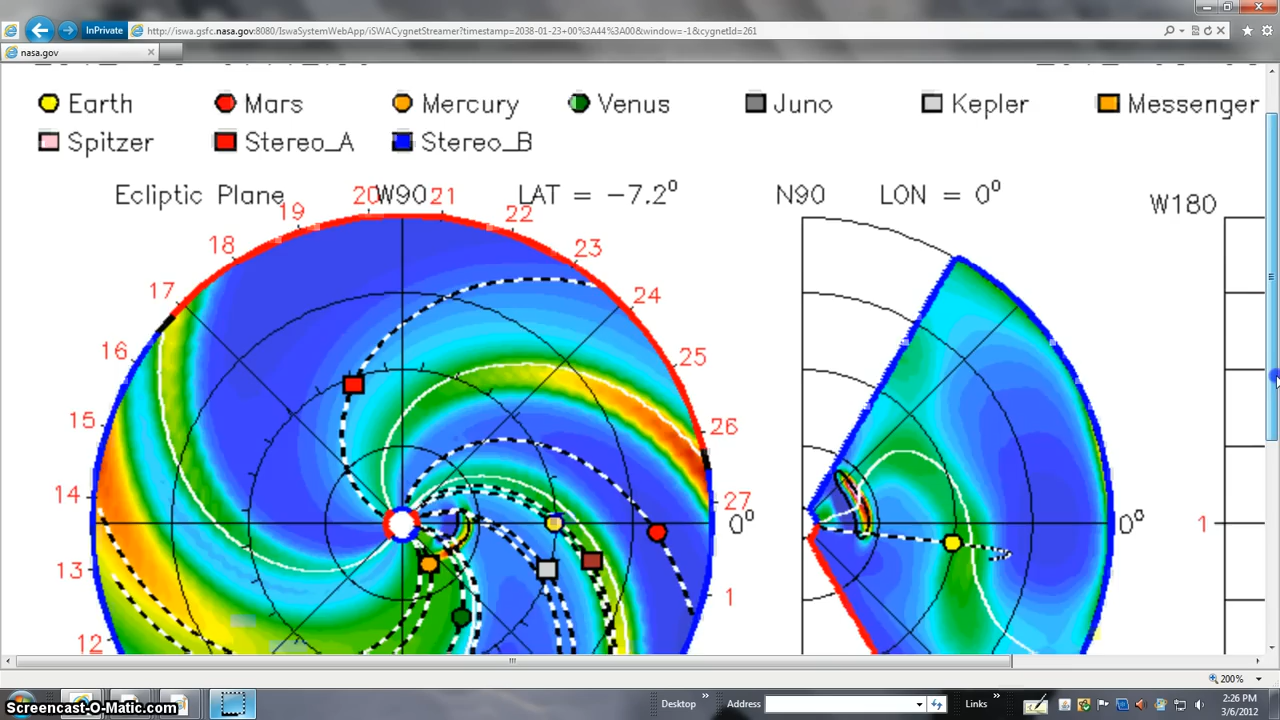 InPrivate
http://iswa.gsfc.nasa.gov:8080/IswaSystemWebApp/iSWACygnetStreamer?timestamp=2038-01-23+00%3A44%3A00&window=-1&cygnetId=261
nasa.gov
Earth Mars Mercury Venus Juno Kepler Messenger
Spitzer Stereo_A Stereo_B
Ecliptic Plane W90 LAT = -7.2° N90 LON = 0° W180
20 21
19 22
18 23
17 24
16 25
15 26
14 27
0° 0° 1
13 1
12
200%
Screencast-O-Matic.com
Desktop » Address Links »
2:26 PM
3/6/2012